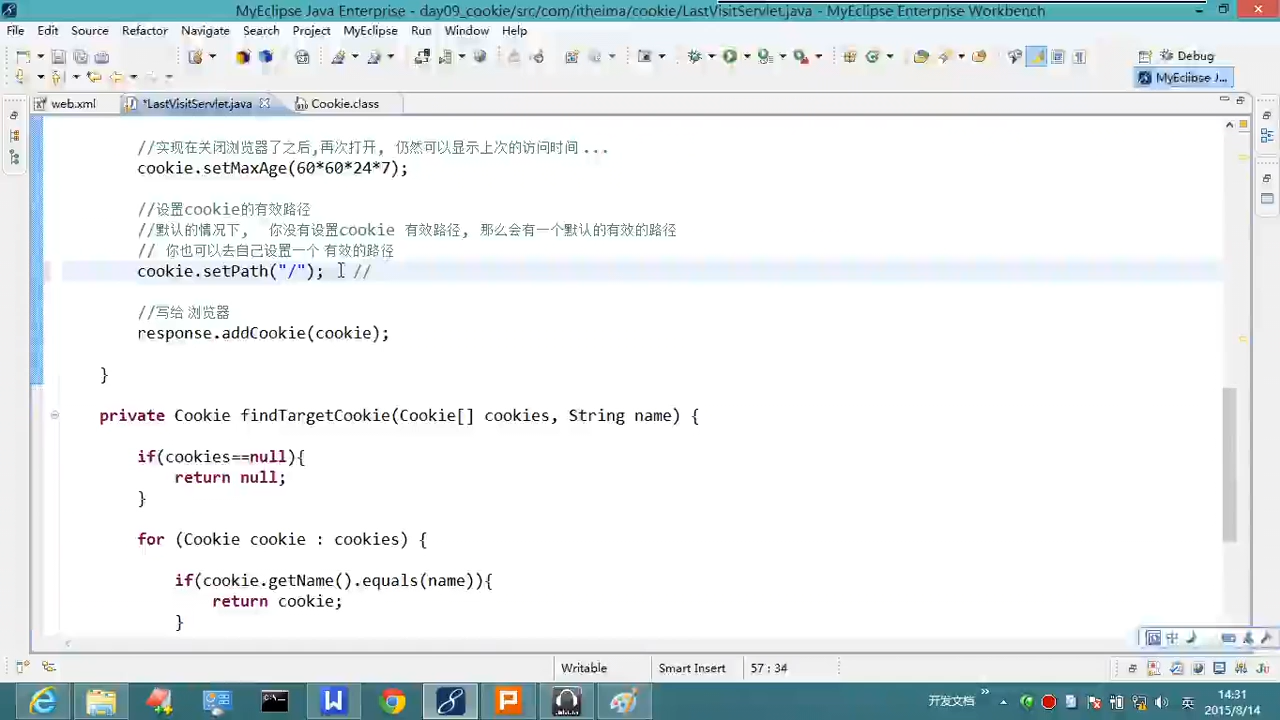 MyEclipse Java Enterprise - day09_cookie/src/com/itheima/cookie/LastVisitServlet.java - MyEclipse Enterprise Workbench
File Edit Source Refactor Navigate Search Project MyEclipse Run Window Help
Debug
MyEclipse J...
web.xml *LastVisitServlet.java Cookie.class
//实现在关闭浏览器了之后,再次打开, 仍然可以显示上次的访问时间 ...
cookie.setMaxAge(60*60*24*7);
//设置cookie的有效路径
//默认的情况下, 你没有设置cookie 有效路径, 那么会有一个默认的有效的路径
// 你也可以去自己设置一个 有效的路径
cookie.setPath("/"); //
//写给 浏览器
response.addCookie(cookie);
}
private Cookie findTargetCookie(Cookie[] cookies, String name) {
if(cookies==null){
return null;
}
for (Cookie cookie : cookies) {
if(cookie.getName().equals(name)){
return cookie;
}
中
Writable Smart Insert 57 : 34
开发文档 » 英 14:31
2015/8/14